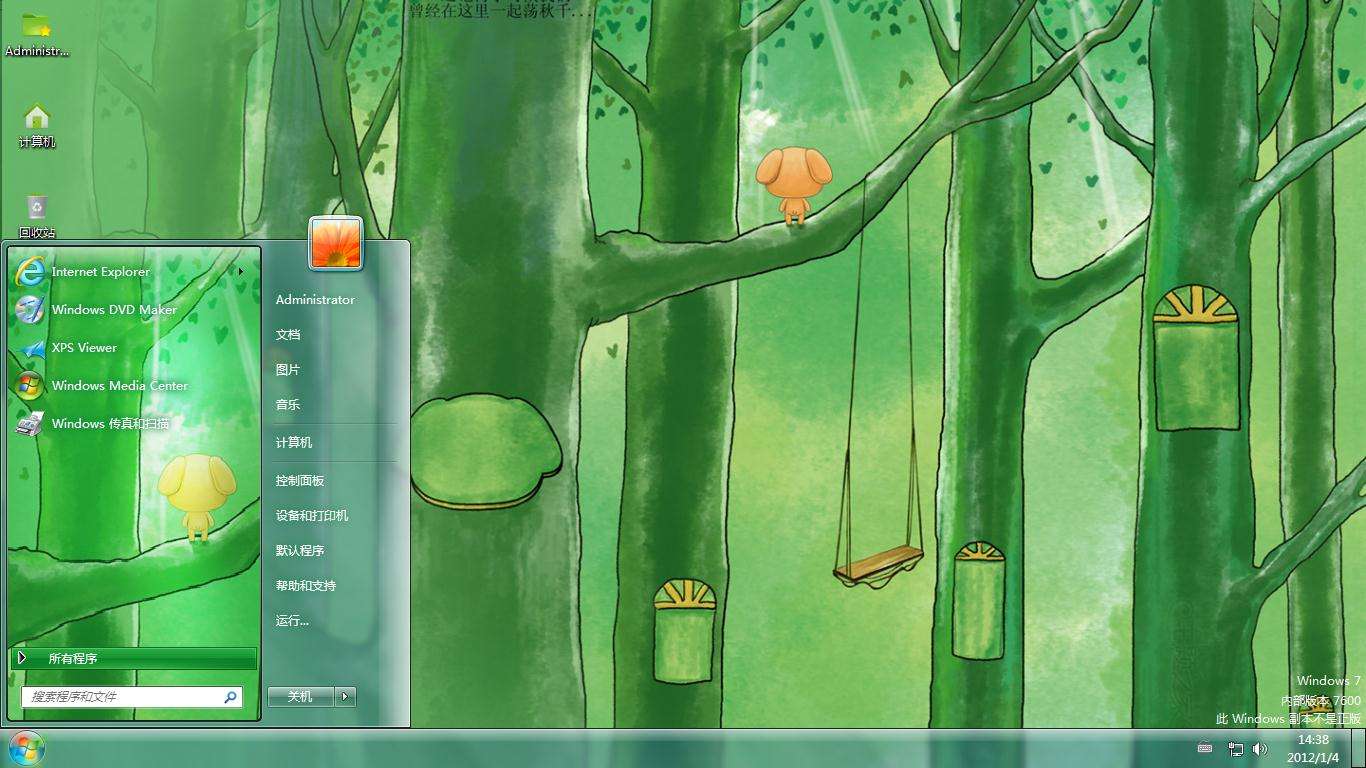 曾经在这里一起荡秋千...
Administr...
计算机
回收站
Internet Explorer
Windows DVD Maker
XPS Viewer
Windows Media Center
Windows 传真和扫描
所有程序
搜索程序和文件
Administrator
文档
图片
音乐
计算机
控制面板
设备和打印机
默认程序
帮助和支持
运行...
关机
Windows 7
内部版本 7600
此 Windows 副本不是正版
14:38
2012/1/4